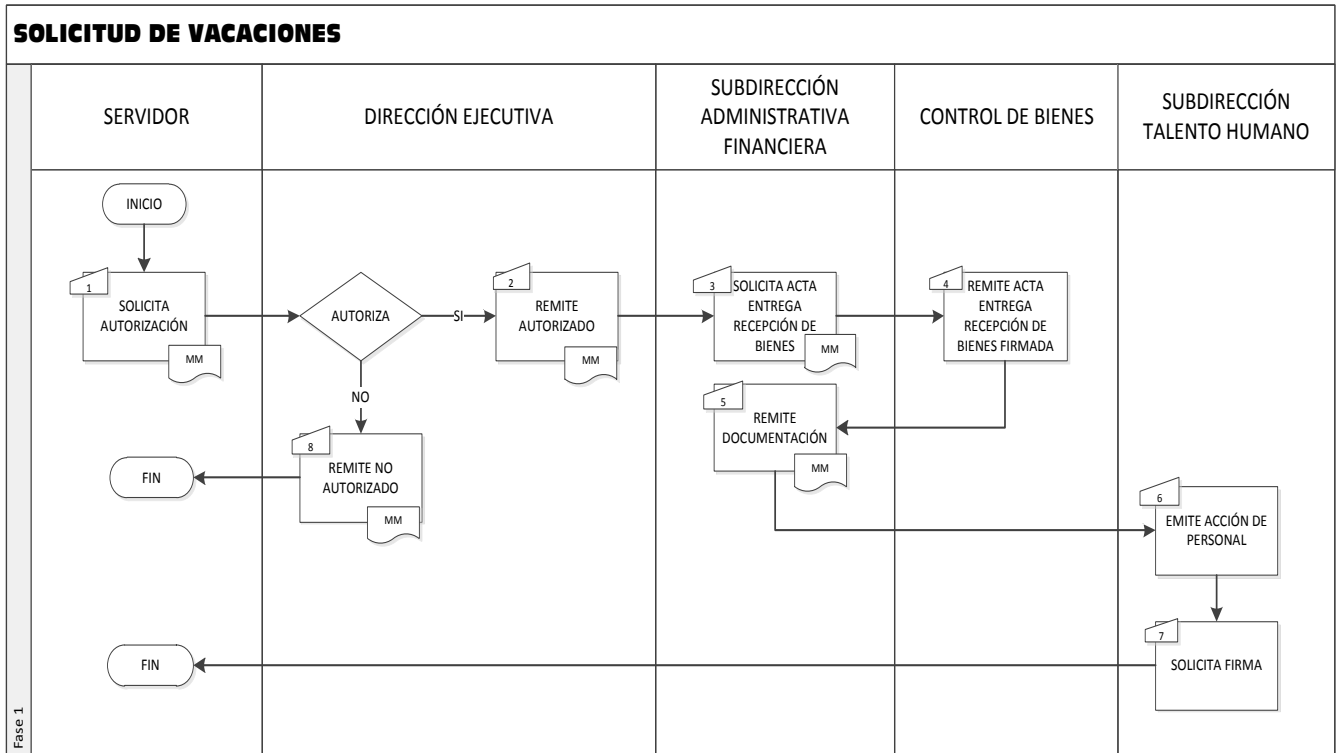 SOLICITUD DE VACACIONES
SERVIDOR
DIRECCIÓN EJECUTIVA
SUBDIRECCIÓN
ADMINISTRATIVA
FINANCIERA
CONTROL DE BIENES
SUBDIRECCIÓN
TALENTO HUMANO
INICIO
1
SOLICITA
AUTORIZACIÓN
MM
AUTORIZA
SI
2
REMITE
AUTORIZADO
MM
3
SOLICITA ACTA
ENTREGA
RECEPCIÓN DE
BIENES
MM
4
REMITE ACTA
ENTREGA
RECEPCIÓN DE
BIENES FIRMADA
NO
5
REMITE
DOCUMENTACIÓN
MM
8
REMITE NO
AUTORIZADO
MM
FIN
6
EMITE ACCIÓN DE
PERSONAL
7
SOLICITA FIRMA
FIN
Fase 1